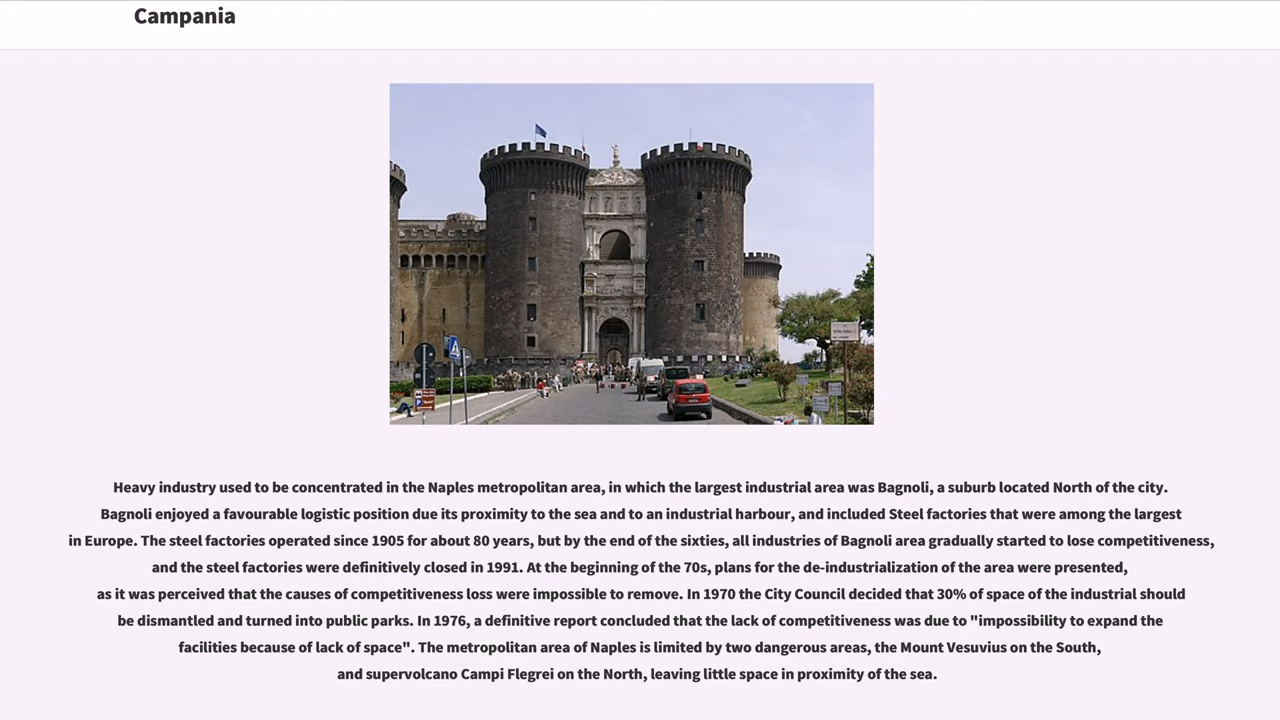 Campania
Heavy industry used to be concentrated in the Naples metropolitan area, in which the largest industrial area was Bagnoli, a suburb located North of the city.
Bagnoli enjoyed a favourable logistic position due its proximity to the sea and to an industrial harbour, and included Steel factories that were among the largest
in Europe. The steel factories operated since 1905 for about 80 years, but by the end of the sixties, all industries of Bagnoli area gradually started to lose competitiveness,
and the steel factories were definitively closed in 1991. At the beginning of the 70s, plans for the de-industrialization of the area were presented,
as it was perceived that the causes of competitiveness loss were impossible to remove. In 1970 the City Council decided that 30% of space of the industrial should
be dismantled and turned into public parks. In 1976, a definitive report concluded that the lack of competitiveness was due to "impossibility to expand the
facilities because of lack of space". The metropolitan area of Naples is limited by two dangerous areas, the Mount Vesuvius on the South,
and supervolcano Campi Flegrei on the North, leaving little space in proximity of the sea.